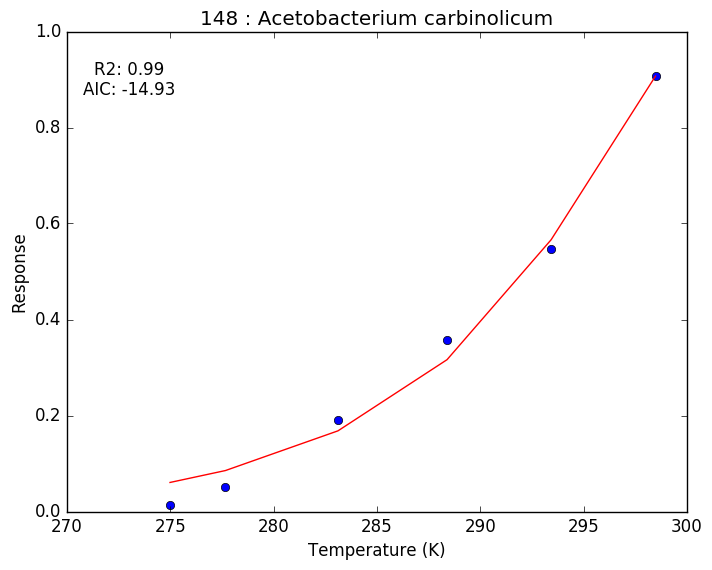 148 : Acetobacterium carbinolicum
R2: 0.99
AIC: -14.93
1.0
0.8
0.6
0.4
0.2
0.0
Response
270 275 280 285 290 295 300
Temperature (K)